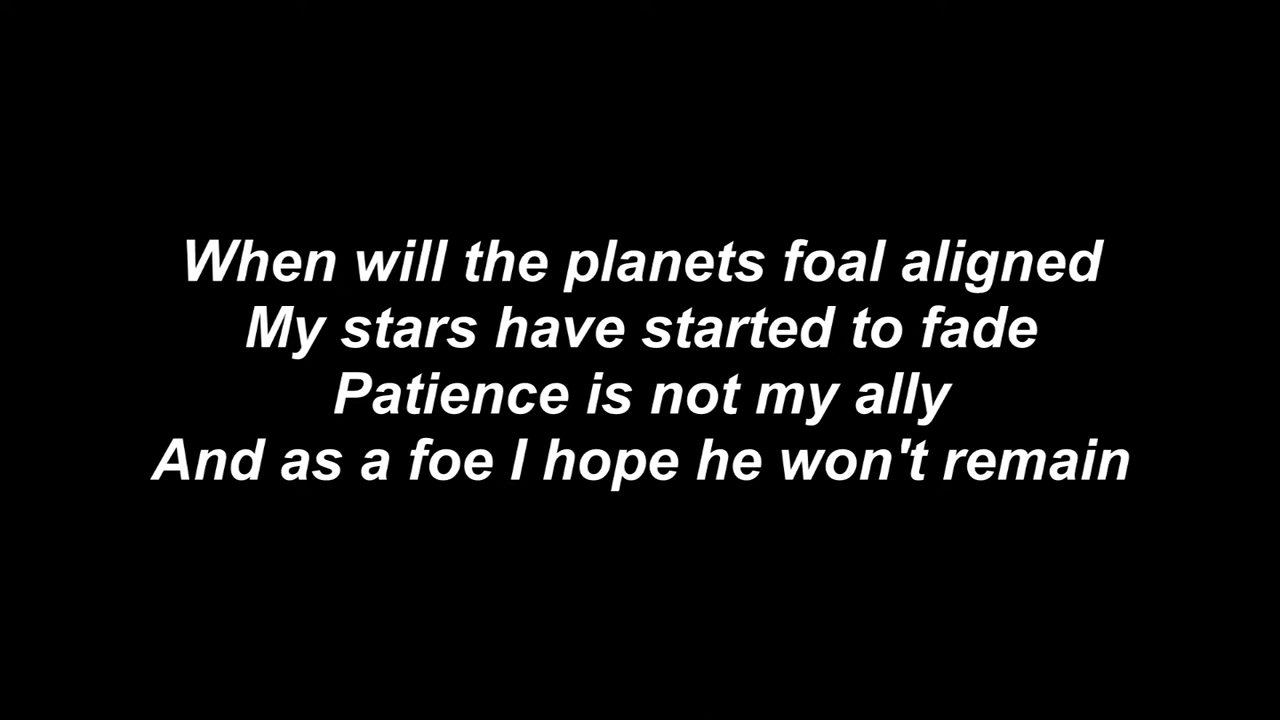 When will the planets foal aligned
My stars have started to fade
Patience is not my ally
And as a foe I hope he won't remain